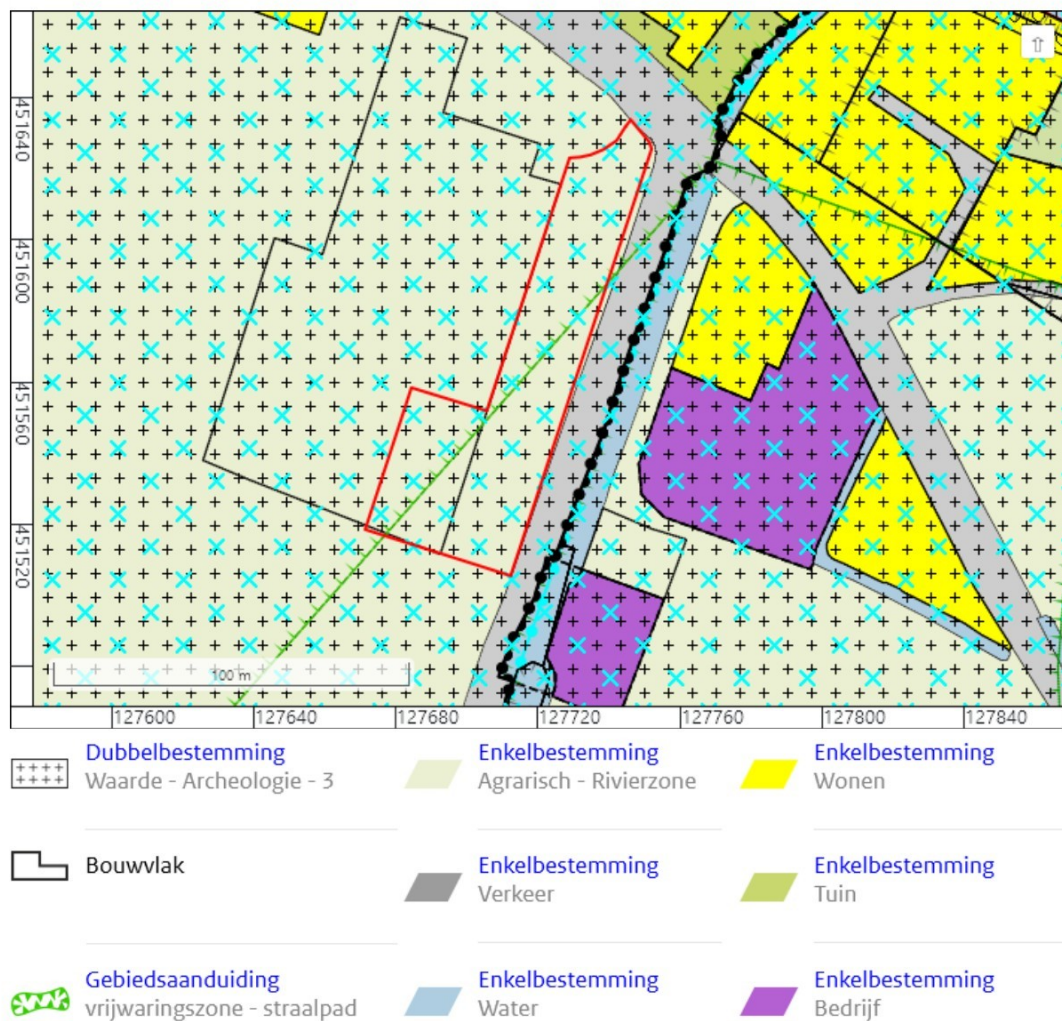 451640
451600
451560
451520
100 m
127600
127640
127680
127720
127760
127800
127840
Dubbelbestemming
Waarde - Archeologie - 3
Enkelbestemming
Agrarisch - Rivierzone
Enkelbestemming
Wonen
Bouwvlak
Enkelbestemming
Verkeer
Enkelbestemming
Tuin
Gebiedsaanduiding
vrijwaringszone - straalpad
Enkelbestemming
Water
Enkelbestemming
Bedrijf